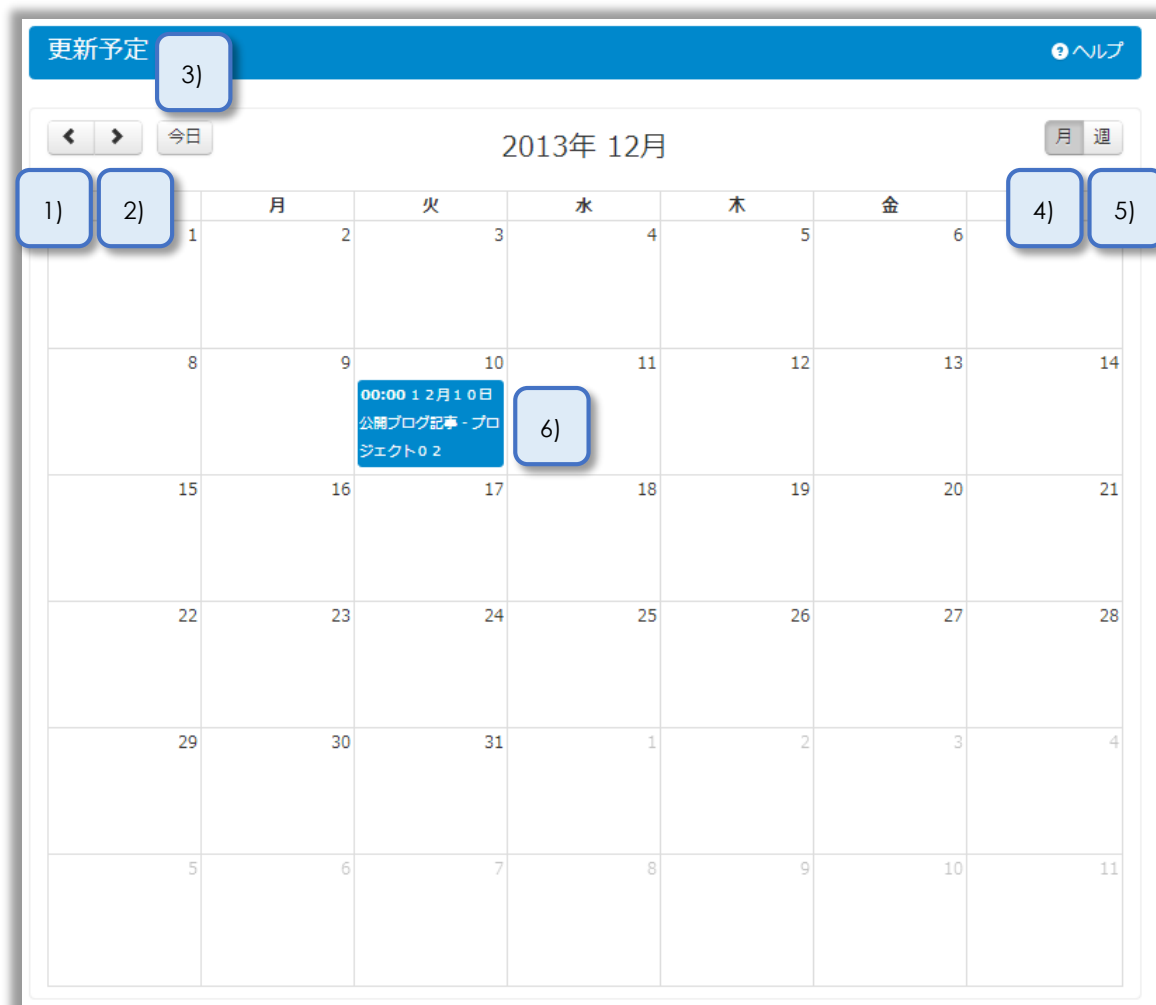 更新予定
ヘルプ
3)
今日
2013年 12月
月 週
1)
2)
月 火 水 木 金
4)
5)
1 2 3 4 5 6
8 9 10 11 12 13 14
00:00 12月10日
公開ブログ記事 - プロ
ジェクト02
6)
15 16 17 18 19 20 21
22 23 24 25 26 27 28
29 30 31 1 2 3 4
5 6 7 8 9 10 11